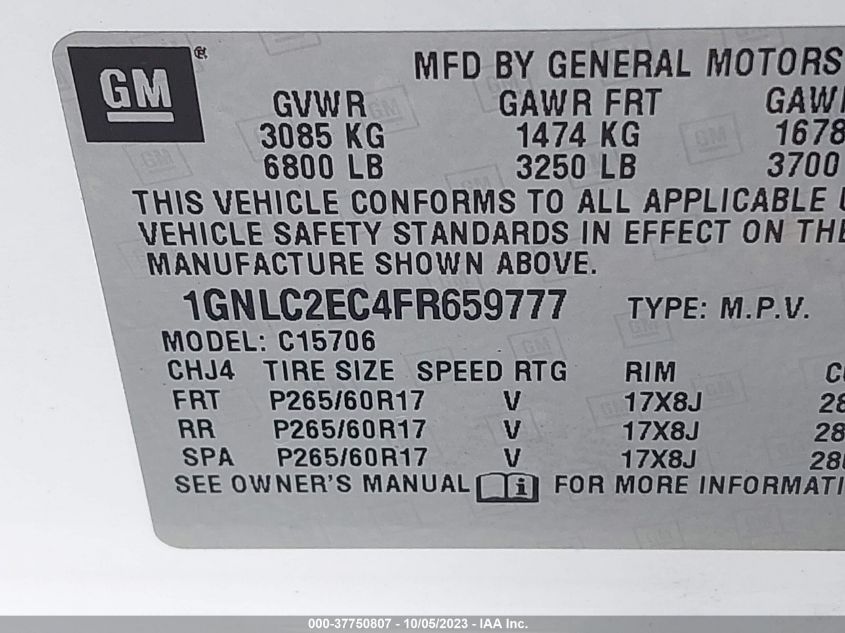 GM
MFD BY GENERAL MOTORS
GVWR GAWR FRT
3085 KG 1474 KG 1678
6800 LB 3250 LB 3700
THIS VEHICLE CONFORMS TO ALL APPLICABLE
VEHICLE SAFETY STANDARDS IN EFFECT ON THE
MANUFACTURE SHOWN ABOVE.
1GNLC2EC4FR659777 TYPE: M.P.V.
MODEL: C15706
CHJ4 TIRE SIZE SPEED RTG RIM
FRT P265/60R17 V 17X8J
RR P265/60R17 V 17X8J
SPA P265/60R17 V 17X8J
SEE OWNER'S MANUAL FOR MORE INFORMATI
000-37750807 - 10/05/2023 - IAA Inc.